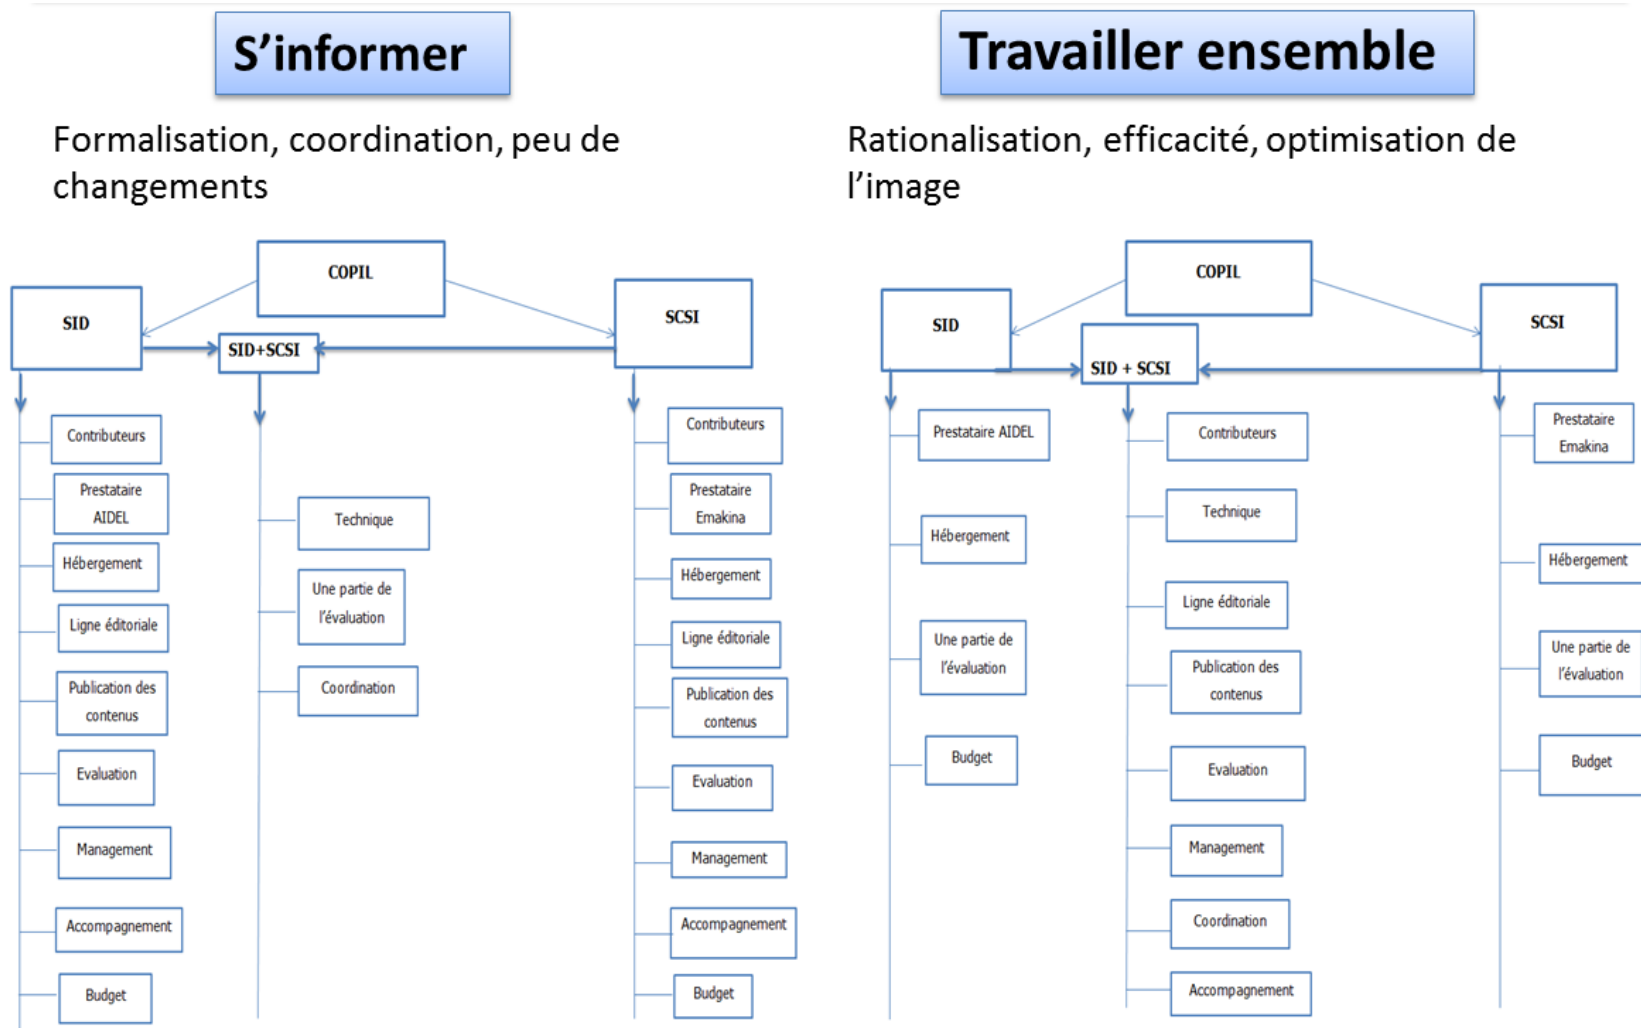 S'informer
Formalisation, coordination, peu de
changements
COPIL
SID
SCSI
SID+SCSI
Contributeurs
Prestataire
AIDEL
Hébergement
Ligne éditoriale
Publication des
contenus
Evaluation
Management
Accompagnement
Budget
Technique
Une partie de
l'évaluation
Coordination
Contributeurs
Prestataire
Emakina
Hébergement
Ligne éditoriale
Publication des
contenus
Evaluation
Management
Accompagnement
Budget
Travailler ensemble
Rationalisation, efficacité, optimisation de
l'image
COPIL
SID
SCSI
SID + SCSI
Prestataire AIDEL
Hébergement
Une partie de
l'évaluation
Budget
Contributeurs
Technique
Ligne éditoriale
Publication des
contenus
Evaluation
Management
Coordination
Accompagnement
Prestataire
Emakina
Hébergement
Une partie de
l'évaluation
Budget